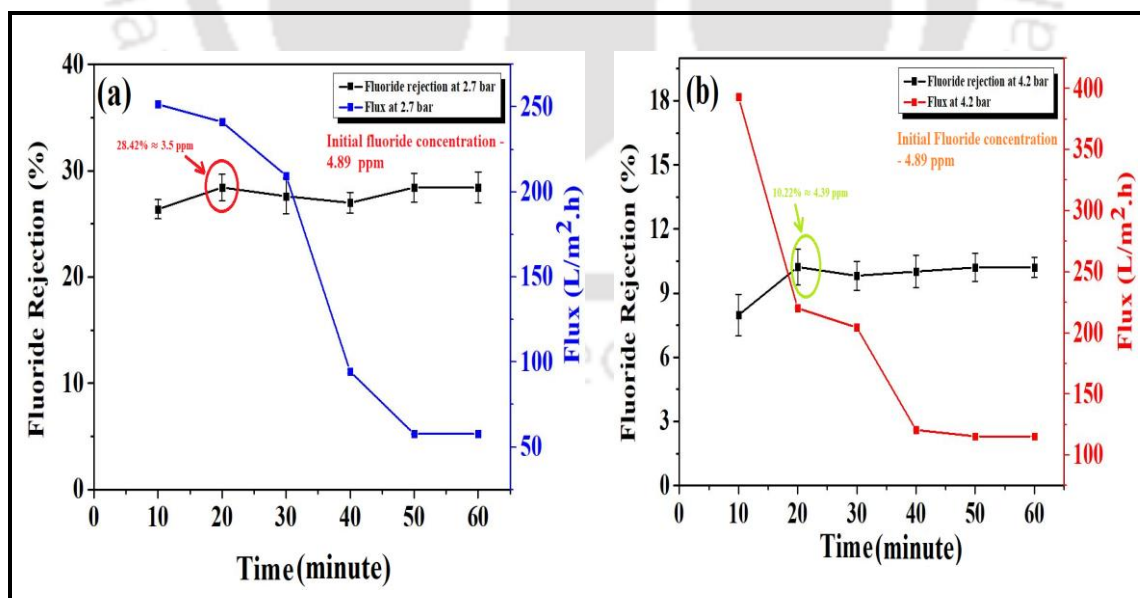 (a)
Fluoride rejection at 2.7 bar
Flux at 2.7 bar
28.42% ≈ 3.5 ppm
Initial fluoride concentration -
4.89 ppm
Fluoride Rejection (%)
40
30
20
10
0
Flux (L/m².h)
250
200
150
100
50
0 10 20 30 40 50 60
Time(minute)
(b)
Fluoride rejection at 4.2 bar
Flux at 4.2 bar
Initial Fluoride concentration
- 4.89 ppm
10.22% ≈ 4.39 ppm
Fluoride Rejection (%)
18
15
12
9
6
3
0
Flux (L/m².h)
400
350
300
250
200
150
100
0 10 20 30 40 50 60
Time(minute)